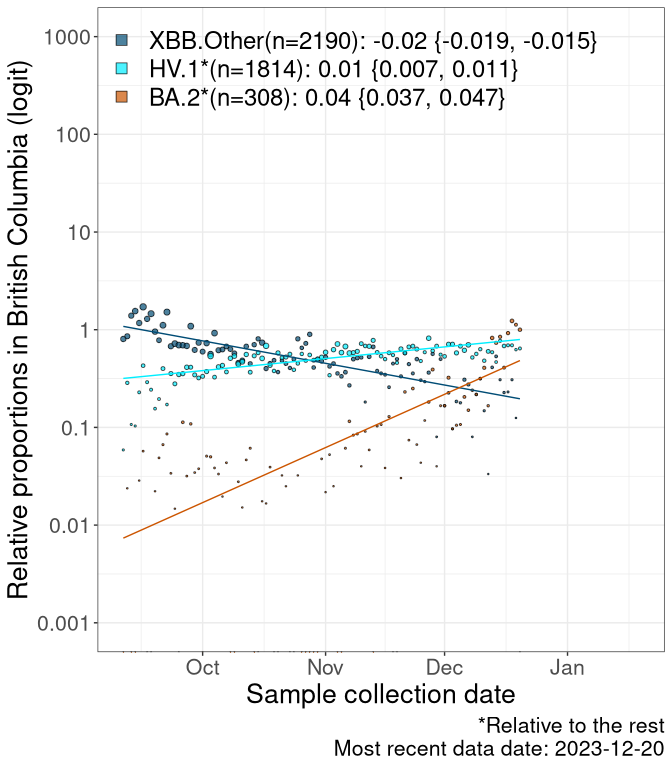 XBB.Other(n=2190): -0.02 {-0.019, -0.015}
HV.1*(n=1814): 0.01 {0.007, 0.011}
BA.2*(n=308): 0.04 {0.037, 0.047}
Relative proportions in British Columbia (logit)
1000
100
10
1
0.1
0.01
0.001
Oct Nov Dec Jan
Sample collection date
*Relative to the rest
Most recent data date: 2023-12-20